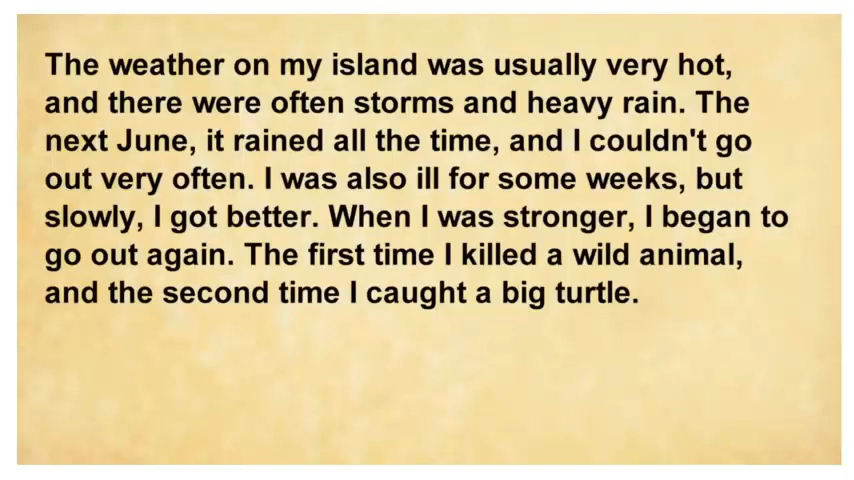 The weather on my island was usually very hot,
and there were often storms and heavy rain. The
next June, it rained all the time, and I couldn't go
out very often. I was also ill for some weeks, but
slowly, I got better. When I was stronger, I began to
go out again. The first time I killed a wild animal,
and the second time I caught a big turtle.